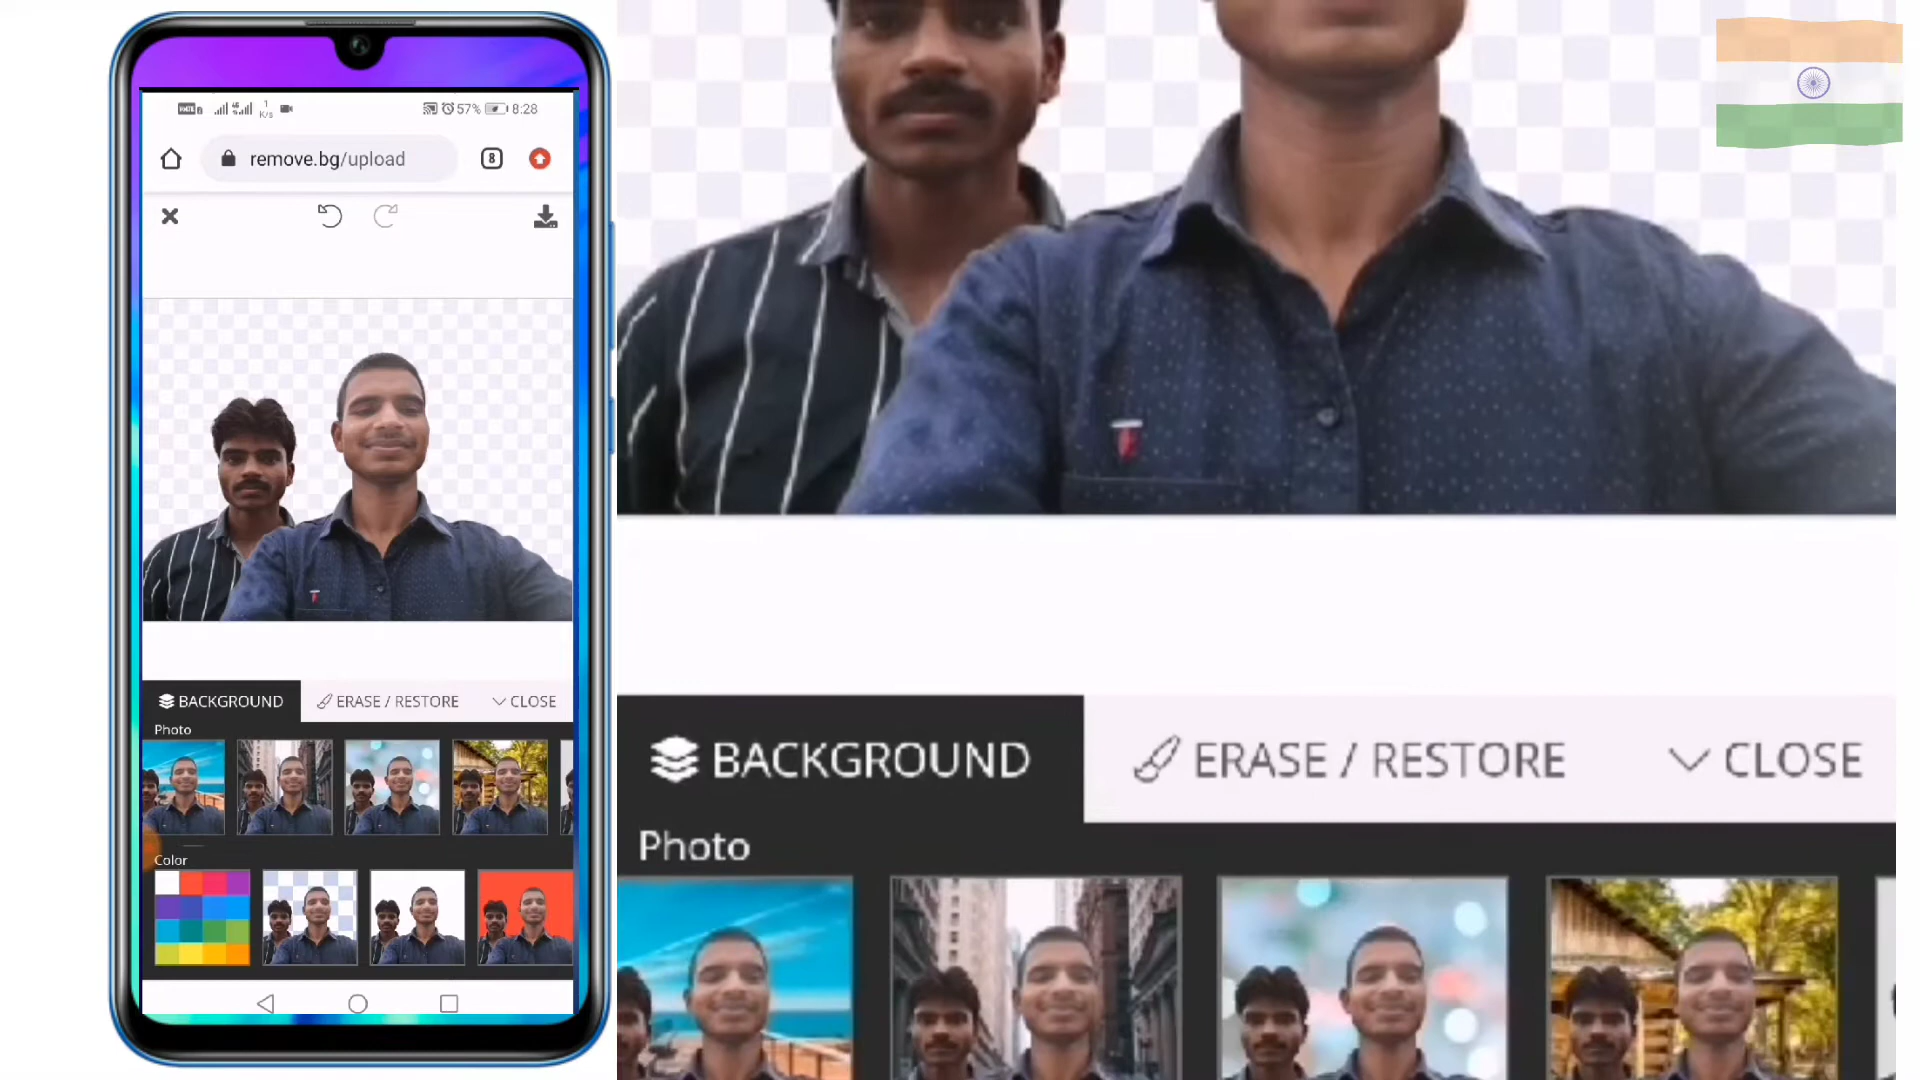 57% 8:28
remove.bg/upload
8
BACKGROUND ERASE / RESTORE CLOSE
Photo
Color
BACKGROUND ERASE / RESTORE CLOSE
Photo